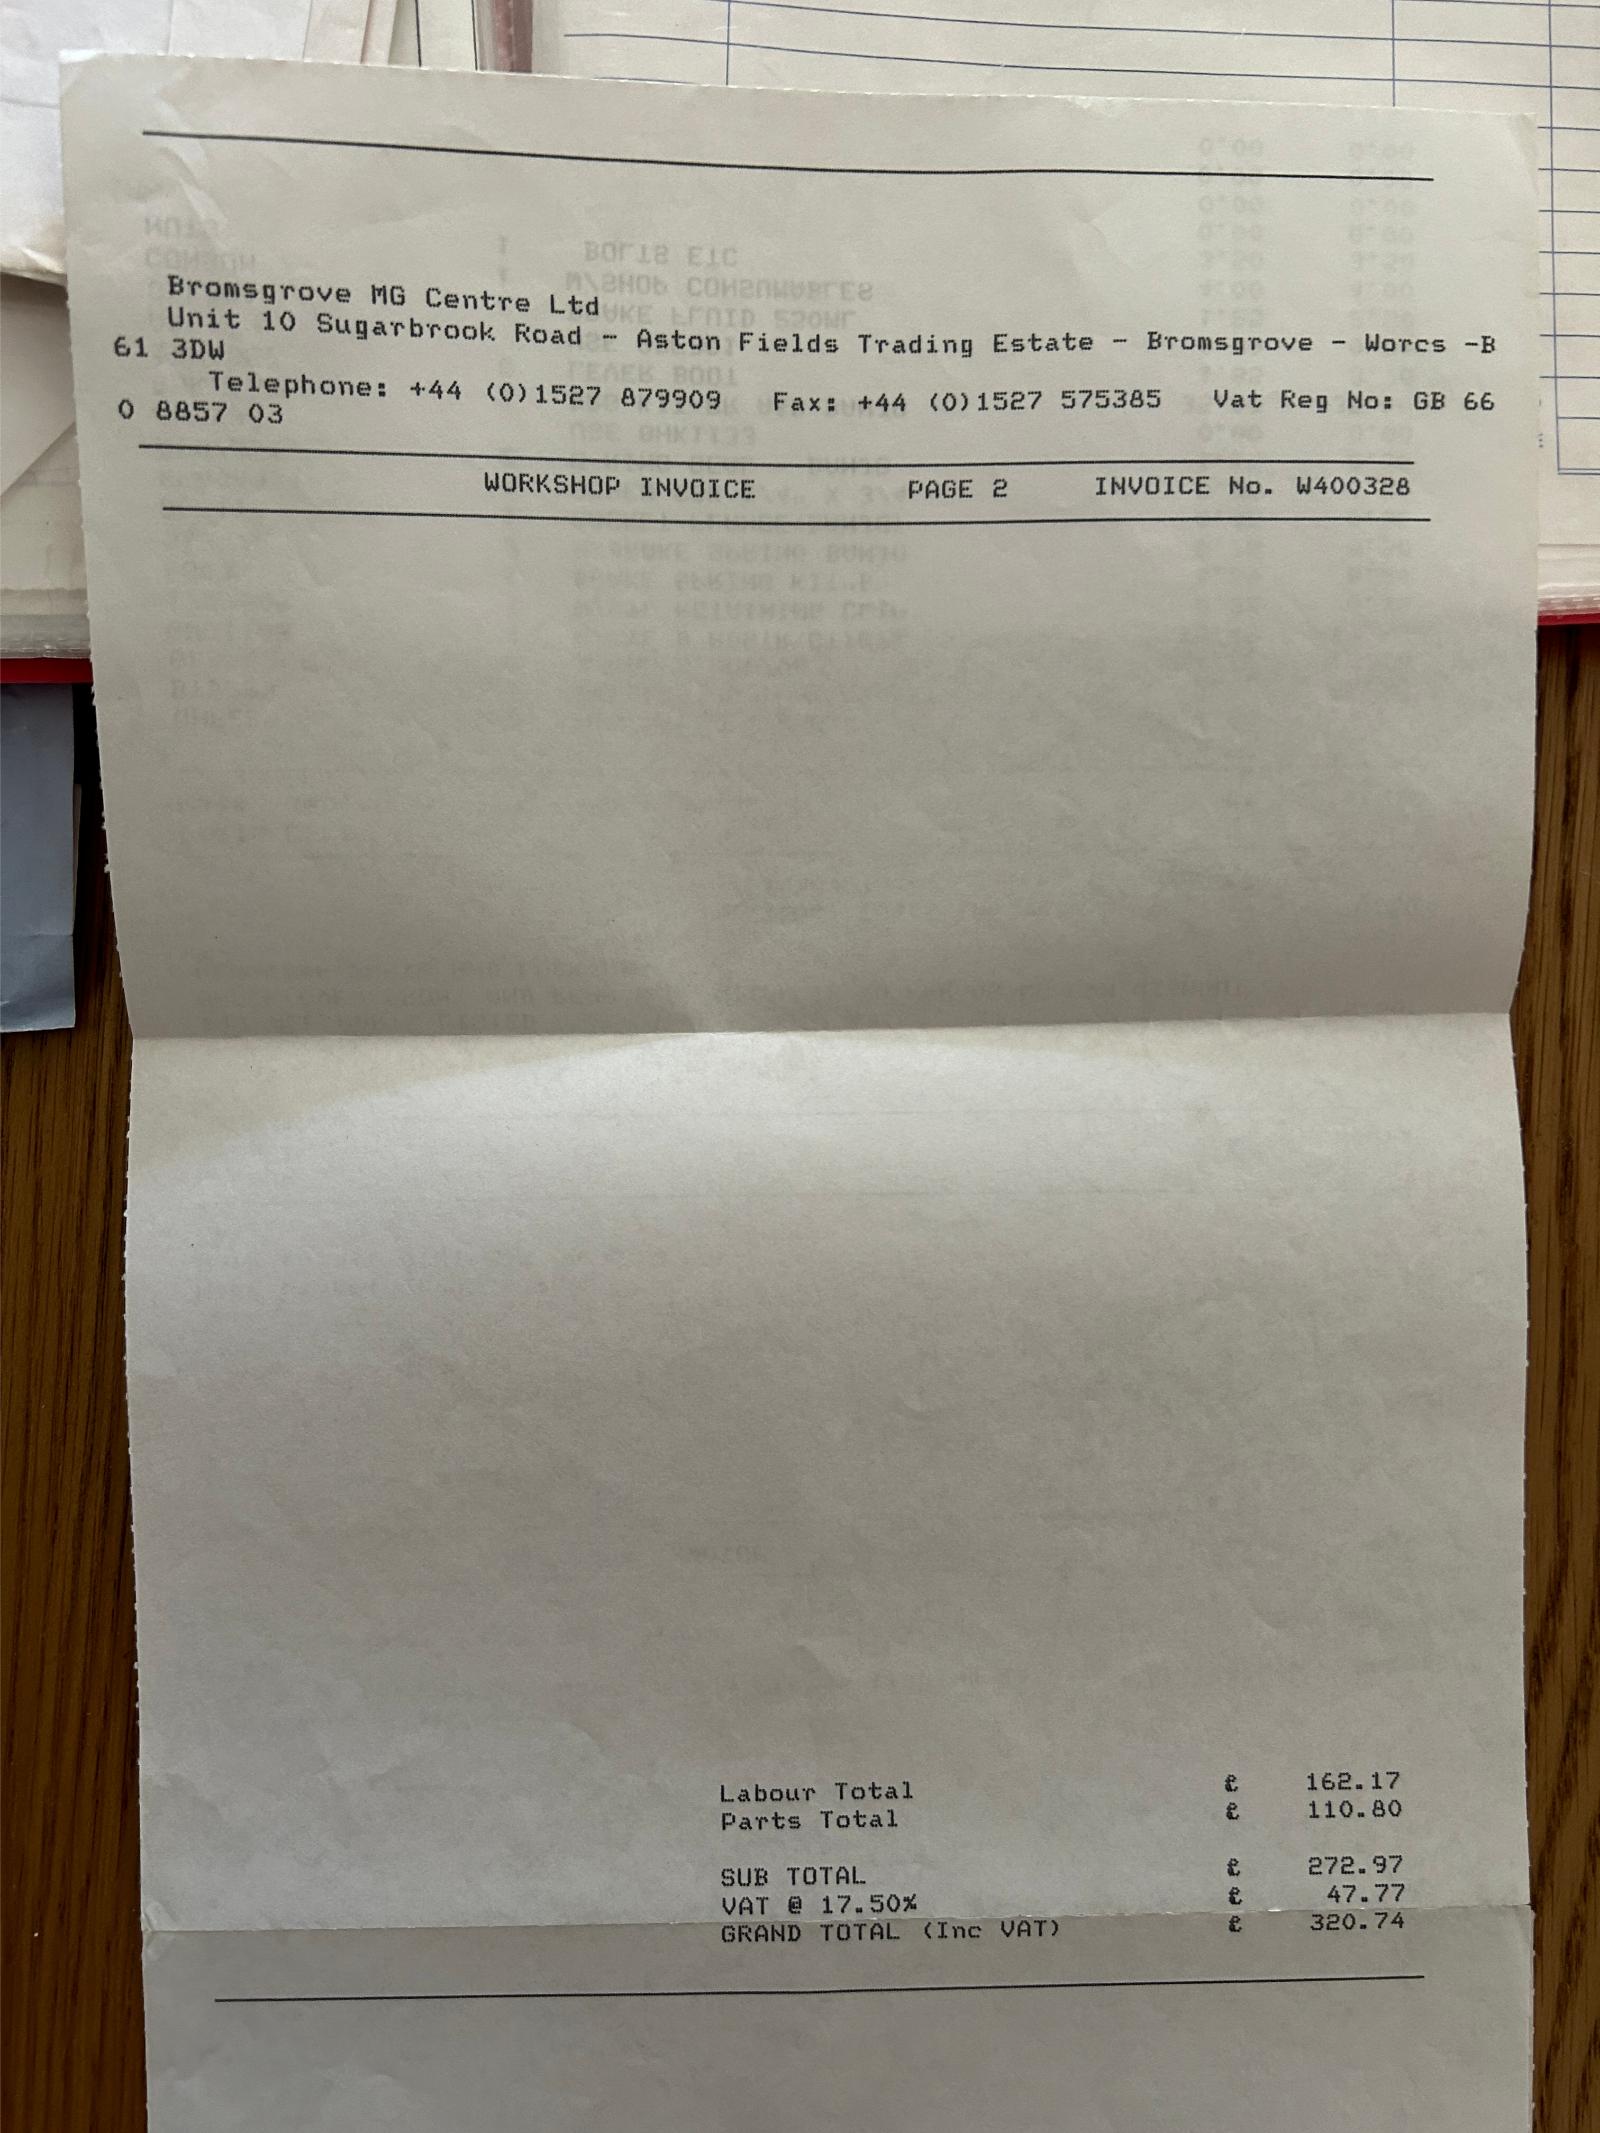 Bromsgrove MG Centre Ltd
Unit 10 Sugarbrook Road - Aston Fields Trading Estate - Bromsgrove - Worcs -B
61 3DW
Telephone: +44 (0)1527 879909 Fax: +44 (0)1527 575385 Vat Reg No: GB 66
0 8857 03
WORKSHOP INVOICE PAGE 2 INVOICE No. W400328
Labour Total £ 162.17
Parts Total £ 110.80
SUB TOTAL £ 272.97
VAT @ 17.50% £ 47.77
GRAND TOTAL (Inc VAT) £ 320.74